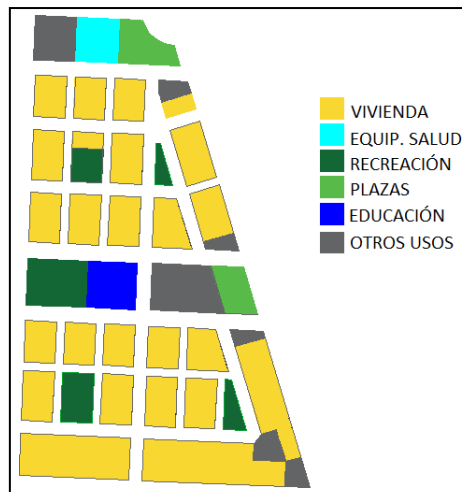 VIVIENDA
EQUIP. SALUD
RECREACIÓN
PLAZAS
EDUCACIÓN
OTROS USOS